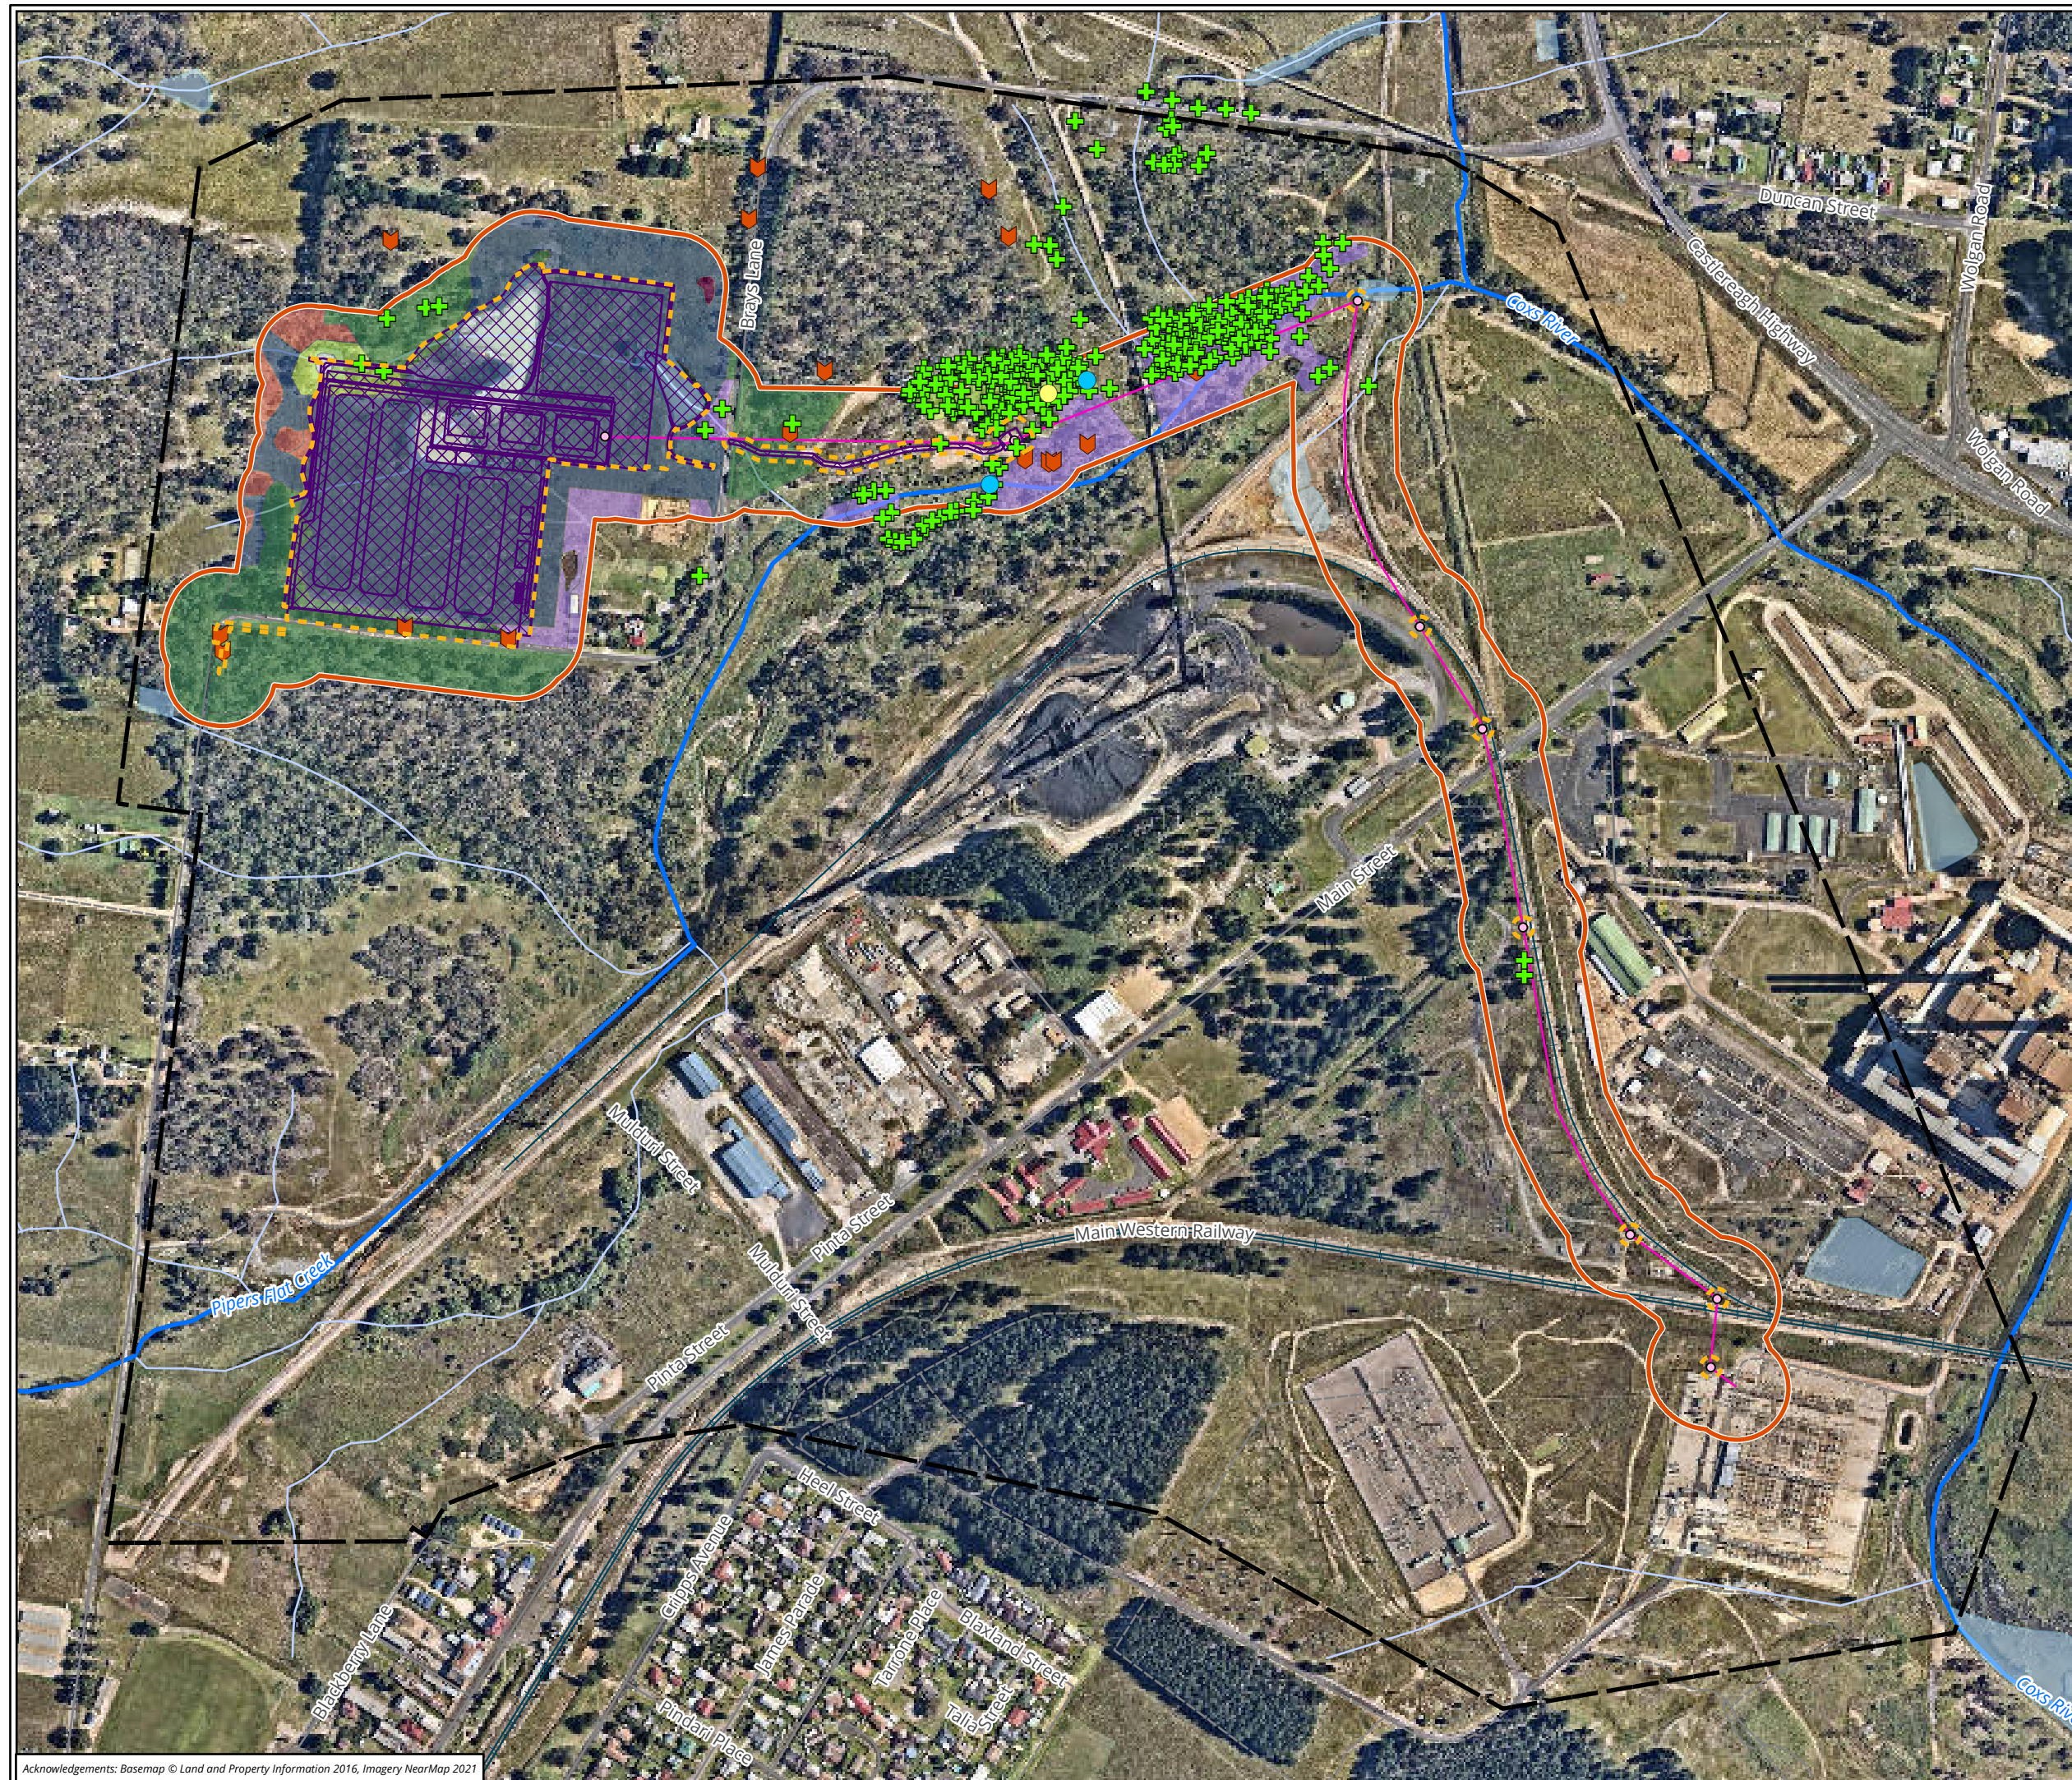 Duncan Street
Wolgan Road
Castlereagh Highway
Brays Lane
Coxs River
Wolgan Road
Main Street
Mulduri Street
Pinta Street
Main Western Railway
Mulduri Street
Pipers Flat Creek
Pinta Street
Heel Street
Cripps Avenue
James Parade
Tarrone Place
Blaxland Street
Blackberry Lane
Talia Street
Pindari Place
Coxs Riv
Acknowledgements: Basemap © Land and Property Information 2016, Imagery NearMap 2021